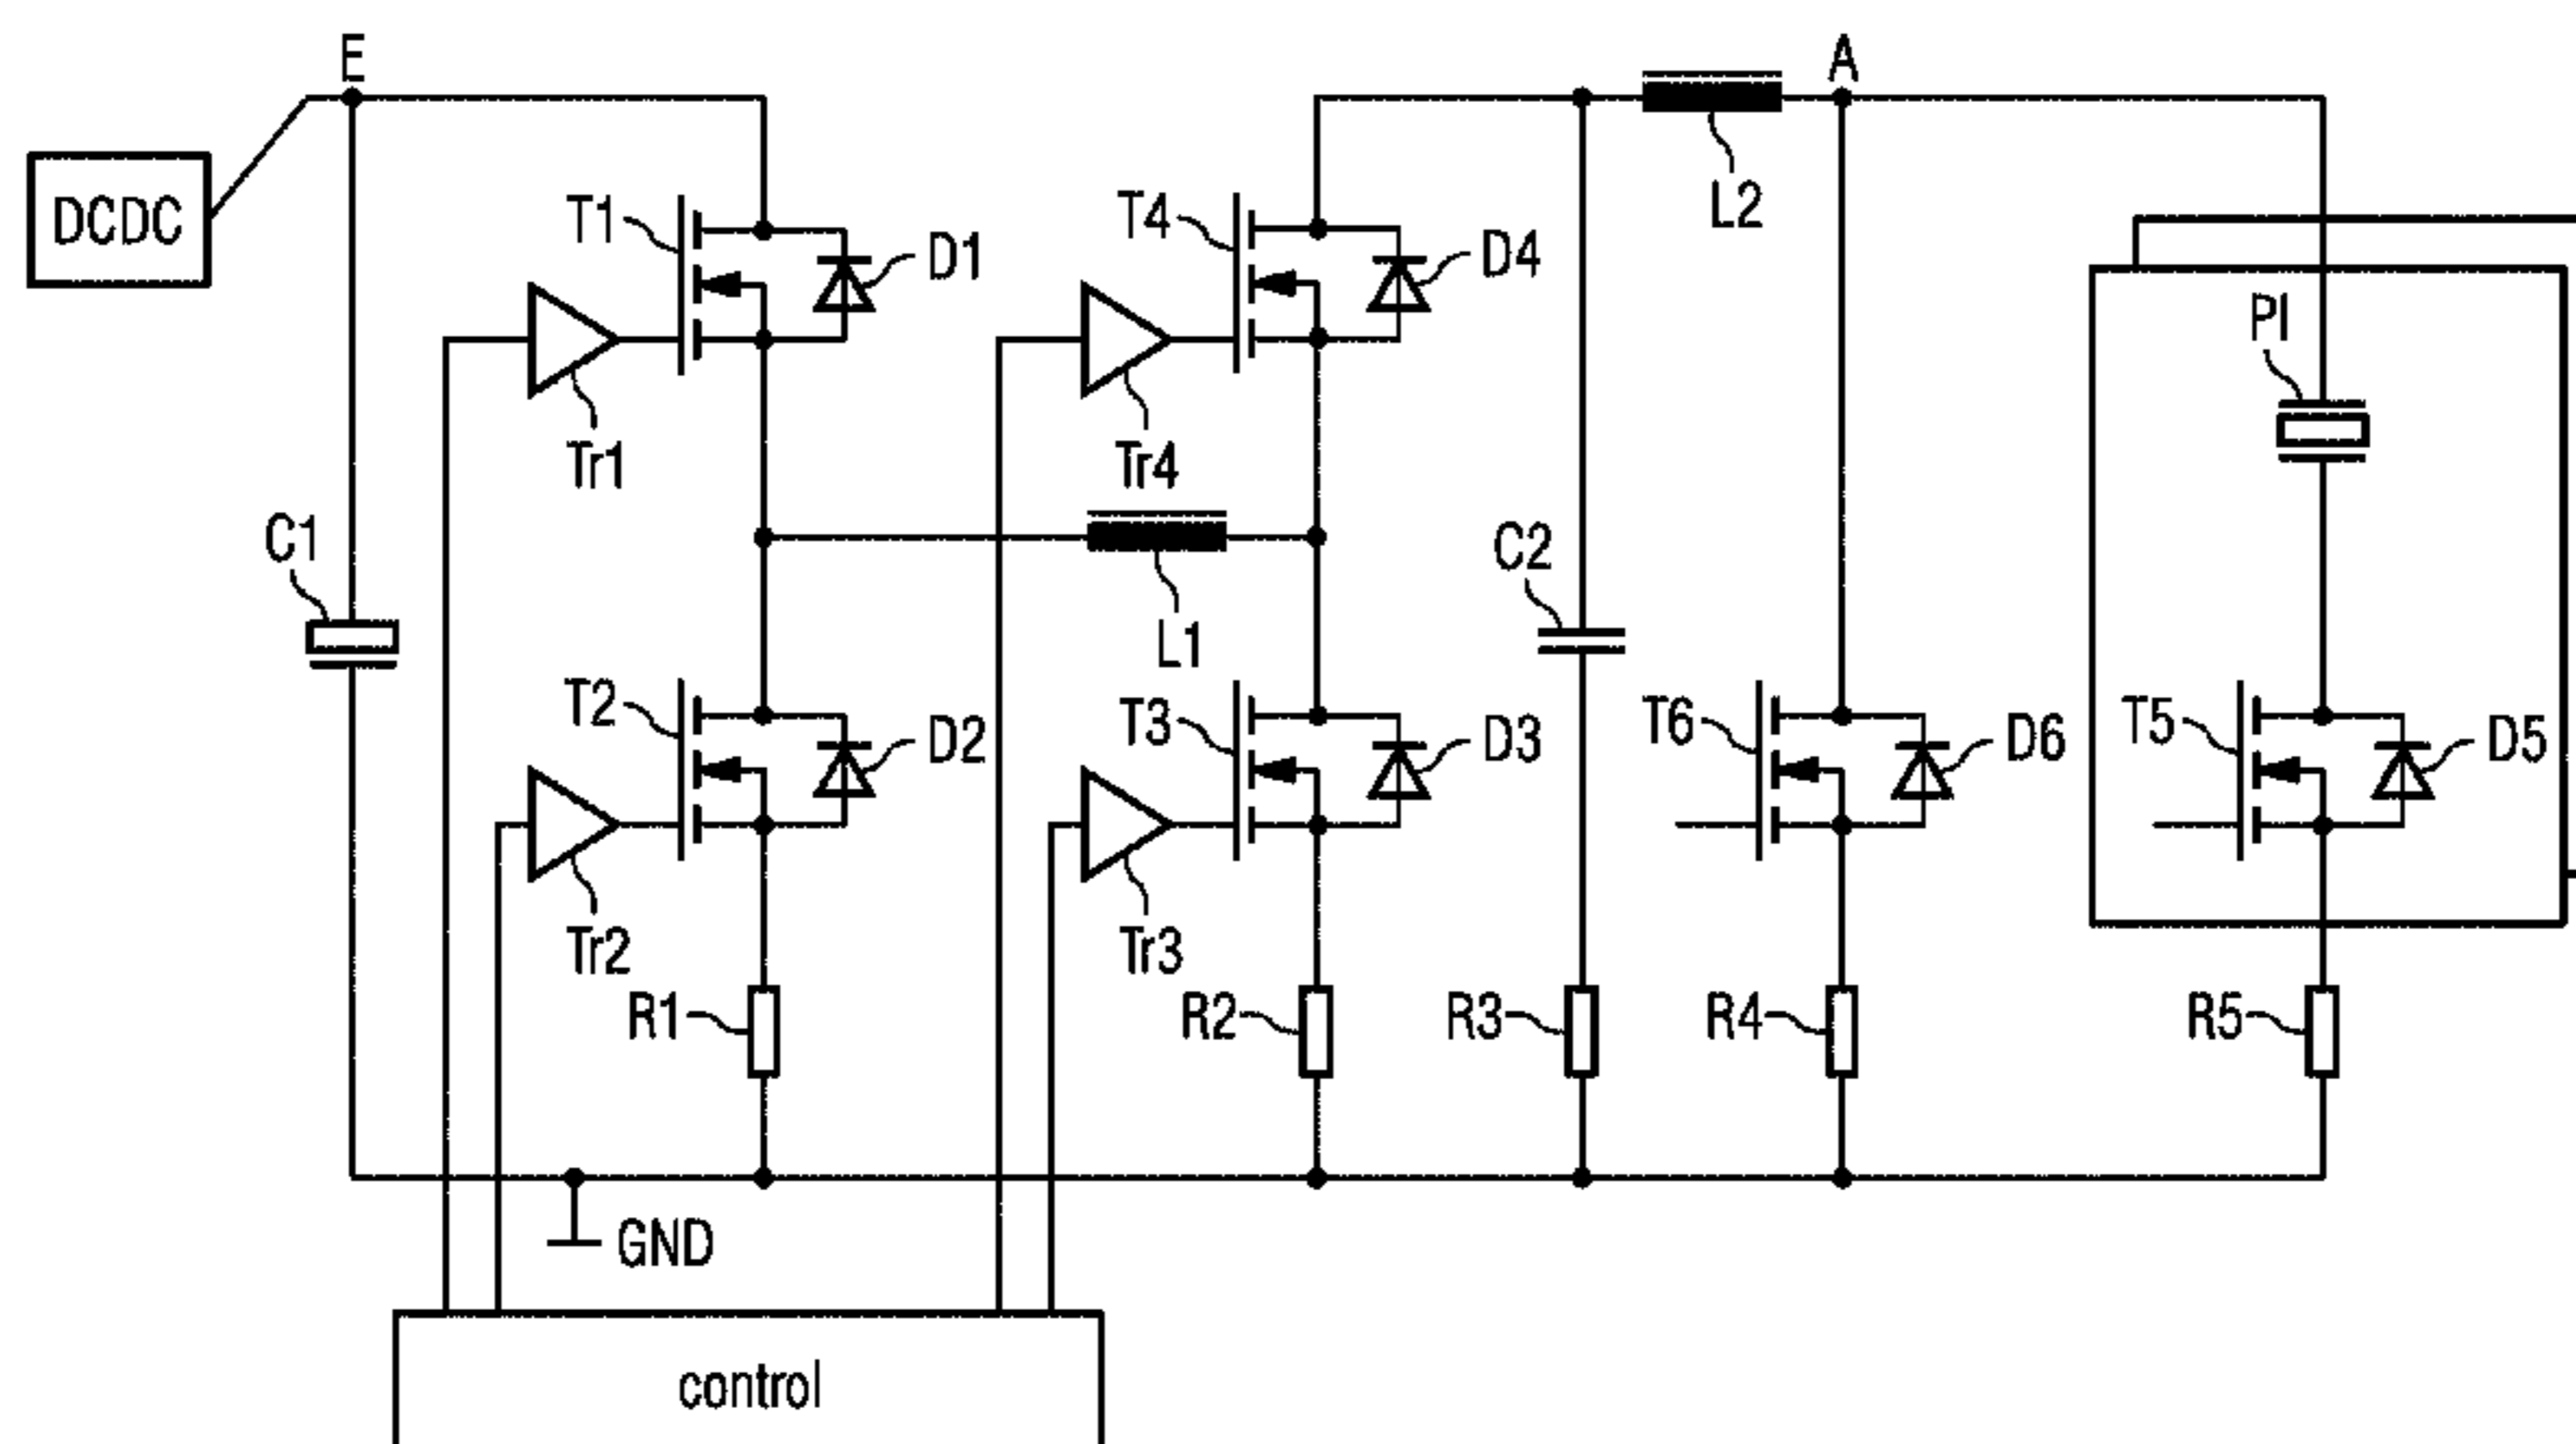 E
A
DCDC
T1
D1
T4
D4
L2
PI
Tr1
Tr4
C1
C2
L1
T2
D2
T3
D3
T6
D6
T5
D5
Tr2
Tr3
R1
R2
R3
R4
R5
GND
control